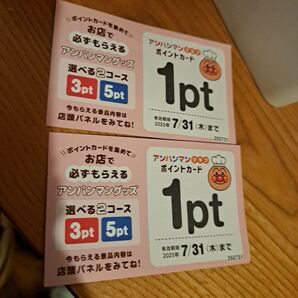 ポイントカードを集めて
お店で
必ずもらえる
アンパンマングッズ
選べる2コース
3pt 5pt
今もらえる景品内容は
店頭パネルをみてね!
アンパンマンクラブ
ポイントカード
1pt
有効期限
2025年 7/31(木)まで
250731
ポイントカードを集めて
お店で
必ずもらえる
アンパンマングッズ
選べる2コース
3pt 5pt
今もらえる景品内容は
店頭パネルをみてね!
アンパンマンクラブ
ポイントカード
1pt
有効期限
2025年 7/31(木)まで
250731